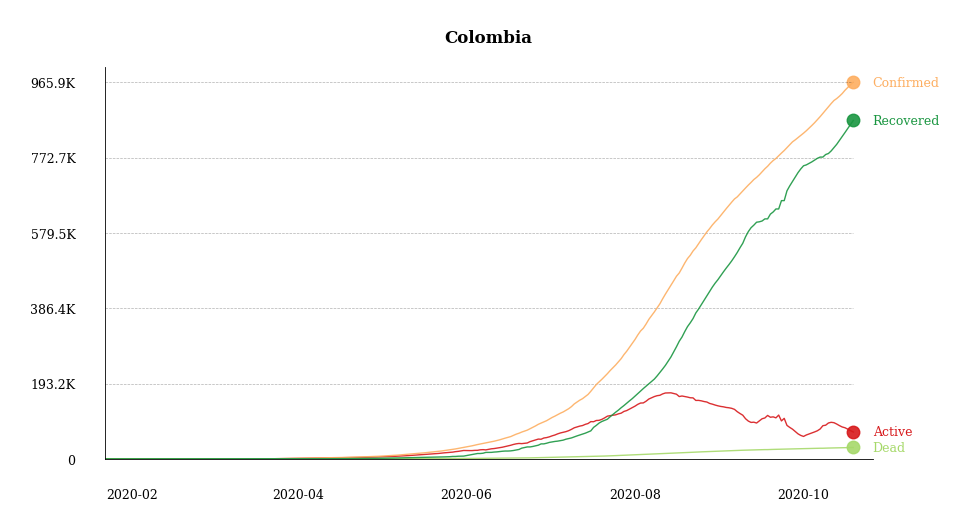 Colombia
965.9K
Confirmed
Recovered
772.7K
579.5K
386.4K
193.2K
Active
Dead
0
2020-02
2020-04
2020-06
2020-08
2020-10